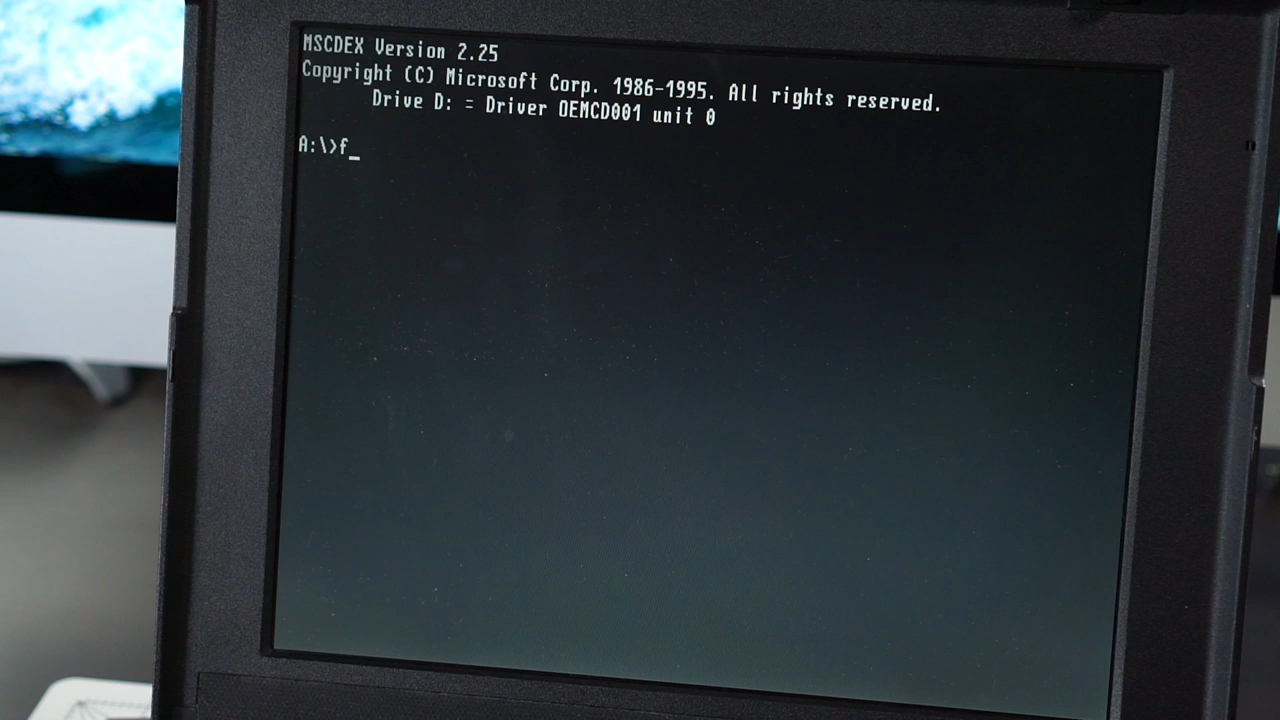 MSCDEX Version 2.25
Copyright (C) Microsoft Corp. 1986-1995. All rights reserved.
Drive D: = Driver OEMCD001 unit 0
A:\>f_